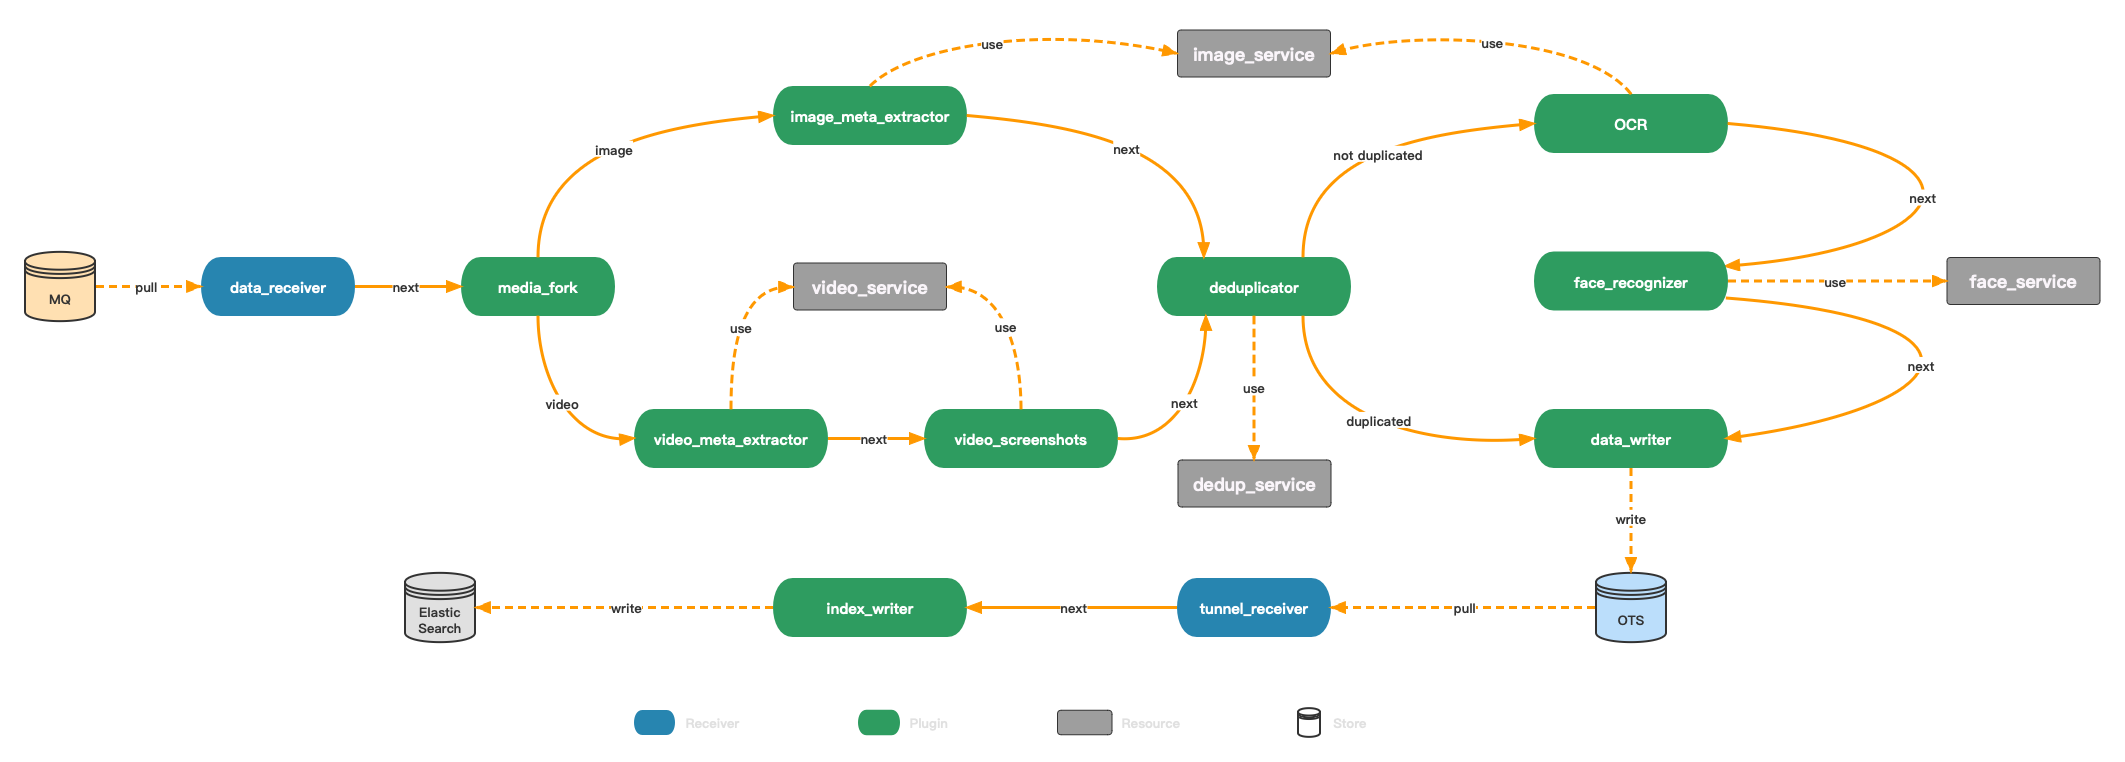 use
image_service
use
image_meta_extractor
OCR
image
next
not duplicated
next
MQ
pull
data_receiver
next
media_fork
video_service
deduplicator
face_recognizer
use
face_service
use
use
next
use
video
next
duplicated
video_meta_extractor
next
video_screenshots
data_writer
dedup_service
write
Elastic
Search
write
index_writer
next
tunnel_receiver
pull
OTS
Receiver
Plugin
Resource
Store